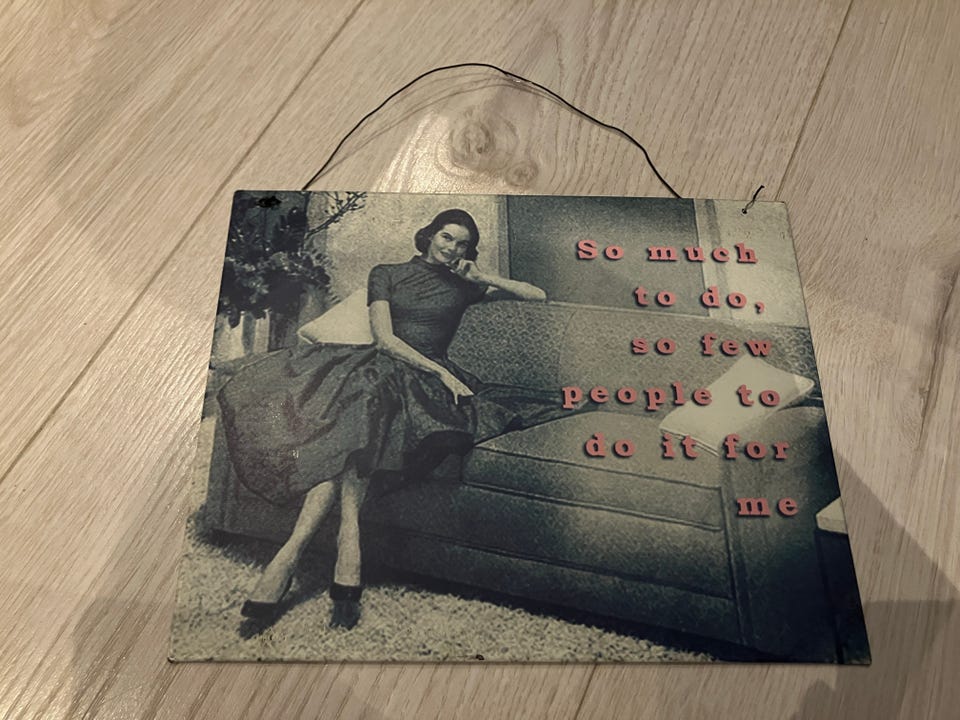 So much
to do,
so few
people to
do it for
me